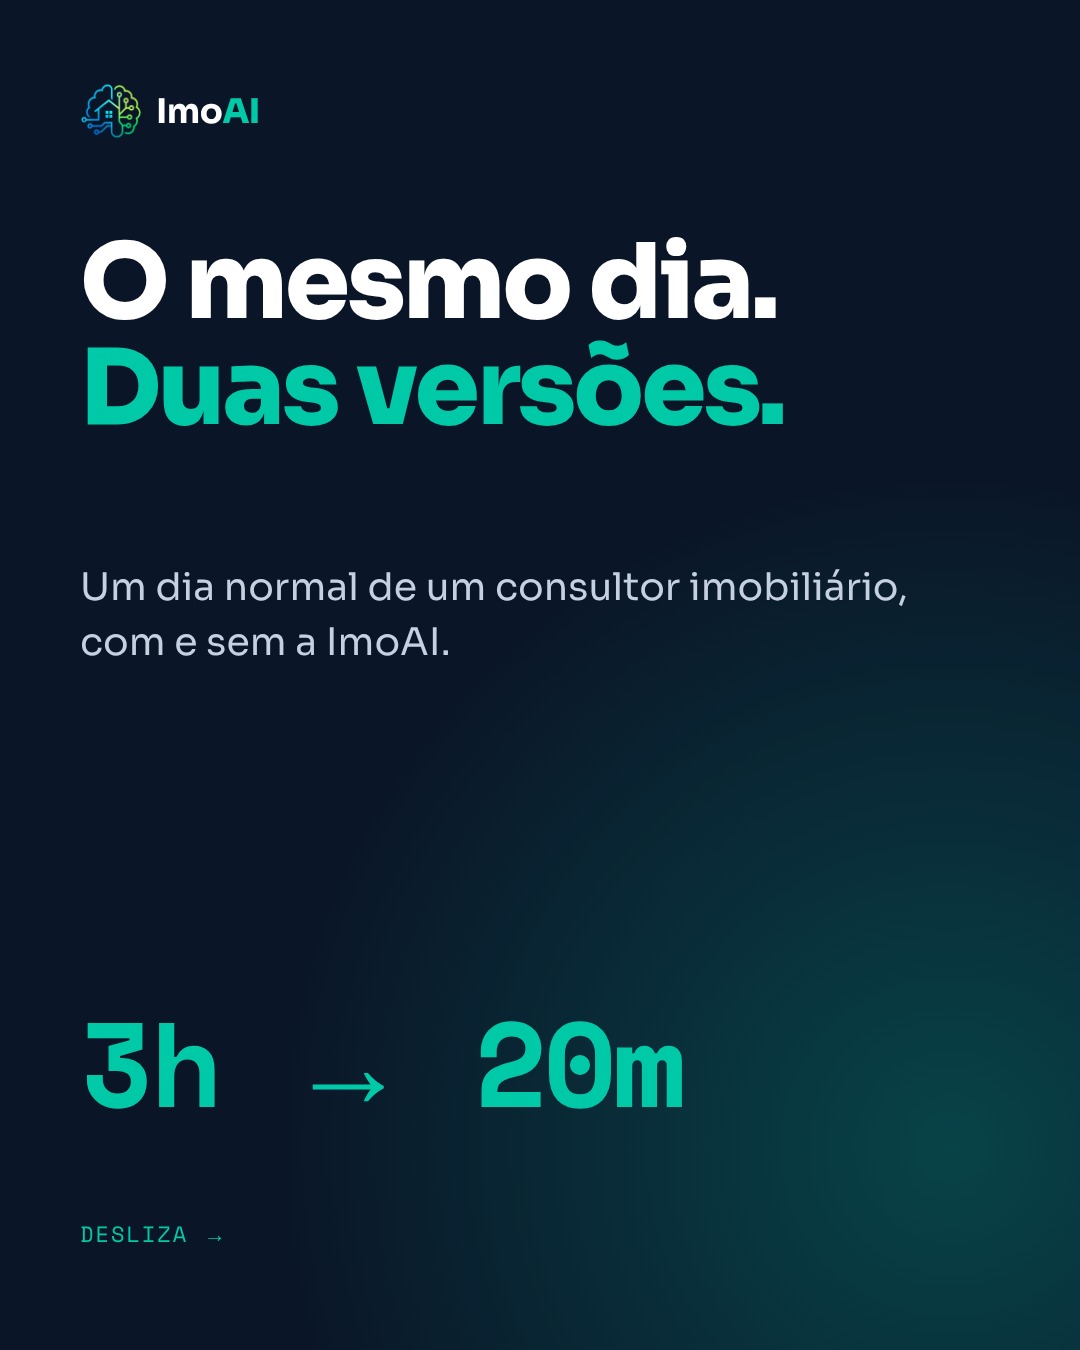 ImoAI
O mesmo dia.
Duas versões.
Um dia normal de um consultor imobiliário,
com e sem a ImoAI.
3h → 20m
DESLIZA →